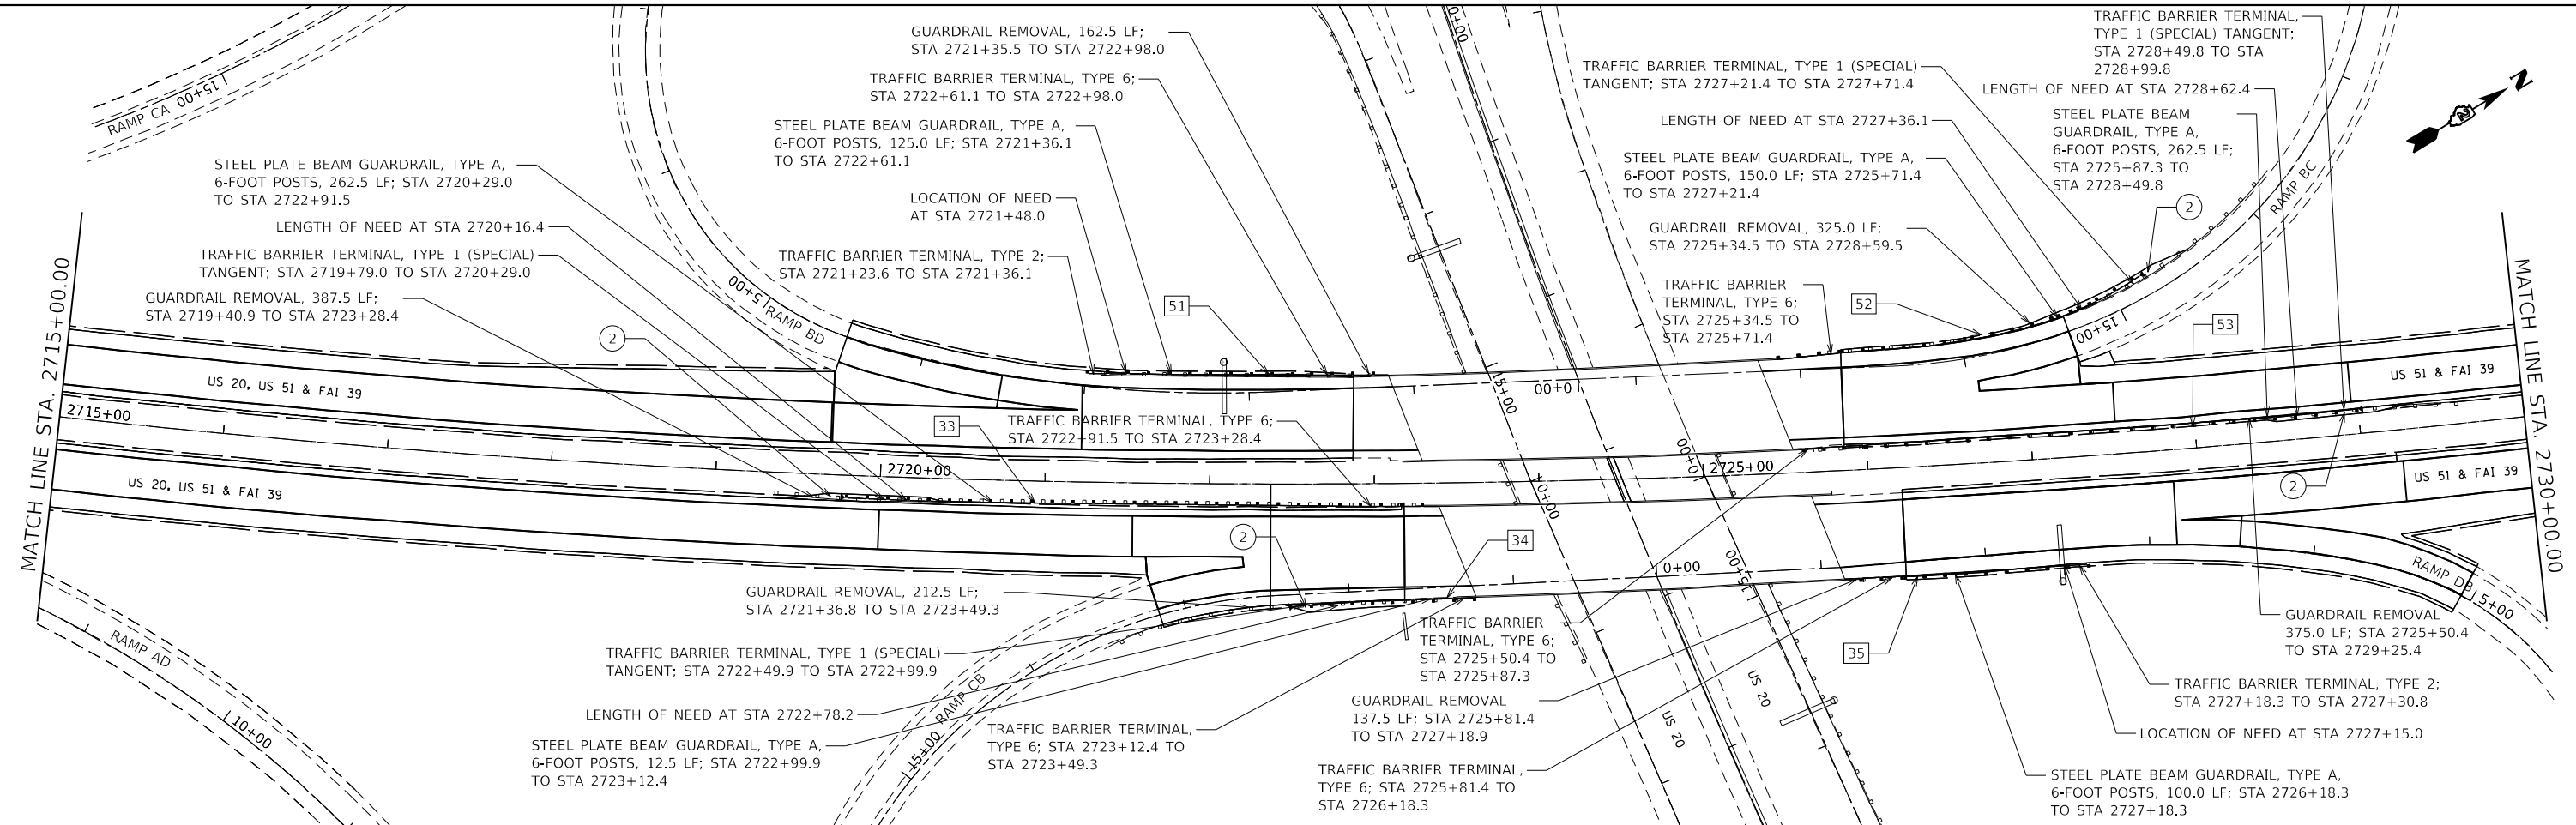 GUARDRAIL REMOVAL, 162.5 LF;
STA 2721+35.5 TO STA 2722+98.0
TRAFFIC BARRIER TERMINAL, TYPE 6;
STA 2722+61.1 TO STA 2722+98.0
STEEL PLATE BEAM GUARDRAIL, TYPE A,
6-FOOT POSTS, 125.0 LF; STA 2721+36.1
TO STA 2722+61.1
LOCATION OF NEED
AT STA 2721+48.0
TRAFFIC BARRIER TERMINAL, TYPE 2;
STA 2721+23.6 TO STA 2721+36.1
51
RAMP CA
15+00
STEEL PLATE BEAM GUARDRAIL, TYPE A,
6-FOOT POSTS, 262.5 LF; STA 2720+29.0
TO STA 2722+91.5
LENGTH OF NEED AT STA 2720+16.4
TRAFFIC BARRIER TERMINAL, TYPE 1 (SPECIAL)
TANGENT; STA 2719+79.0 TO STA 2720+29.0
GUARDRAIL REMOVAL, 387.5 LF;
STA 2719+40.9 TO STA 2723+28.4
2
5+00
RAMP BD
0+00
TRAFFIC BARRIER TERMINAL, TYPE 1 (SPECIAL)
TANGENT; STA 2727+21.4 TO STA 2727+71.4
LENGTH OF NEED AT STA 2727+36.1
STEEL PLATE BEAM GUARDRAIL, TYPE A,
6-FOOT POSTS, 150.0 LF; STA 2725+71.4
TO STA 2727+21.4
GUARDRAIL REMOVAL, 325.0 LF;
STA 2725+34.5 TO STA 2728+59.5
TRAFFIC BARRIER
TERMINAL, TYPE 6;
STA 2725+34.5 TO
STA 2725+71.4
52
TRAFFIC BARRIER TERMINAL,
TYPE 1 (SPECIAL) TANGENT;
STA 2728+49.8 TO STA
2728+99.8
LENGTH OF NEED AT STA 2728+62.4
STEEL PLATE BEAM
GUARDRAIL, TYPE A,
6-FOOT POSTS, 262.5 LF;
STA 2725+87.3 TO
STA 2728+49.8
2
RAMP BC
15+00
53
N
MATCH LINE STA. 2715+00.00
US 20, US 51 & FAI 39
2715+00
US 20, US 51 & FAI 39
33
TRAFFIC BARRIER TERMINAL, TYPE 6;
STA 2722+91.5 TO STA 2723+28.4
2720+00
15+00
0+00
10+00
0+00
2725+00
US 51 & FAI 39
US 51 & FAI 39
2
MATCH LINE STA. 2730+00.00
2
34
GUARDRAIL REMOVAL, 212.5 LF;
STA 2721+36.8 TO STA 2723+49.3
TRAFFIC BARRIER TERMINAL, TYPE 1 (SPECIAL)
TANGENT; STA 2722+49.9 TO STA 2722+99.9
LENGTH OF NEED AT STA 2722+78.2
STEEL PLATE BEAM GUARDRAIL, TYPE A,
6-FOOT POSTS, 12.5 LF; STA 2722+99.9
TO STA 2723+12.4
RAMP AD
10+00
RAMP CB
15+00
TRAFFIC BARRIER TERMINAL,
TYPE 6; STA 2723+12.4 TO
STA 2723+49.3
0+00
15+00
TRAFFIC BARRIER
TERMINAL, TYPE 6;
STA 2725+50.4 TO
STA 2725+87.3
GUARDRAIL REMOVAL
137.5 LF; STA 2725+81.4
TO STA 2727+18.9
TRAFFIC BARRIER TERMINAL,
TYPE 6; STA 2725+81.4 TO
STA 2726+18.3
US 20
US 20
35
RAMP DB
5+00
GUARDRAIL REMOVAL
375.0 LF; STA 2725+50.4
TO STA 2729+25.4
TRAFFIC BARRIER TERMINAL, TYPE 2;
STA 2727+18.3 TO STA 2727+30.8
LOCATION OF NEED AT STA 2727+15.0
STEEL PLATE BEAM GUARDRAIL, TYPE A,
6-FOOT POSTS, 100.0 LF; STA 2726+18.3
TO STA 2727+18.3